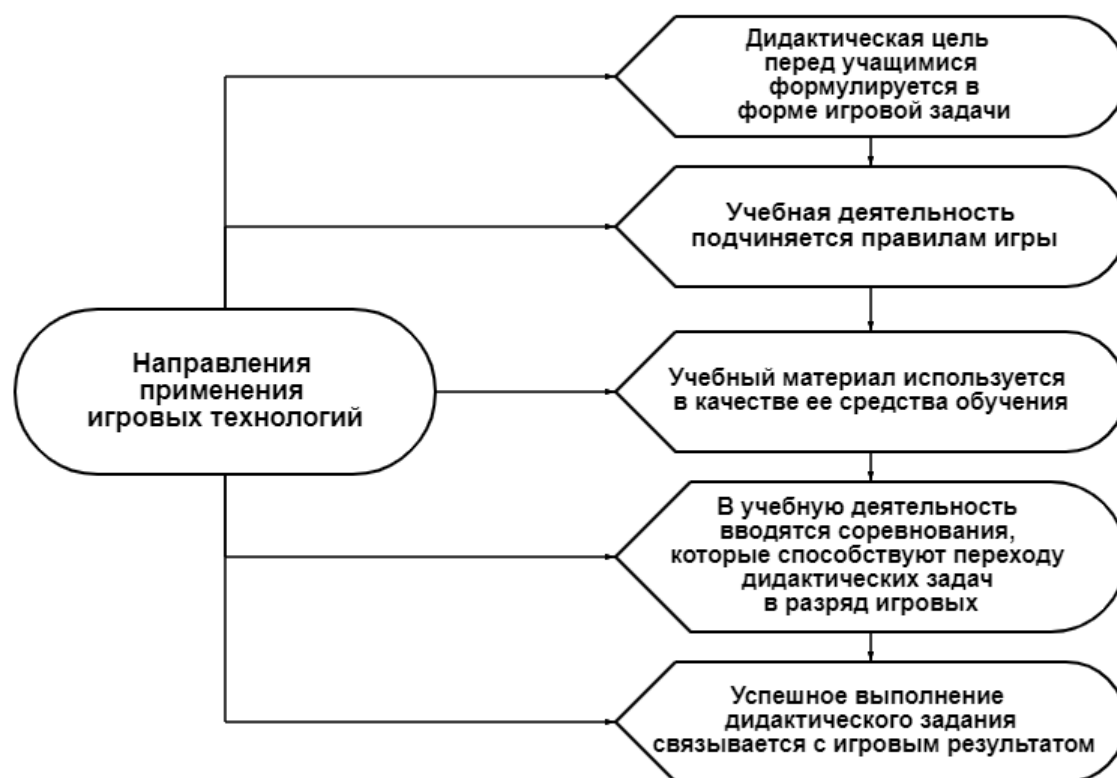 Дидактическая цель
перед учащимися
формулируется в
форме игровой задачи
Учебная деятельность
подчиняется правилам игры
Направления
применения
игровых технологий
Учебный материал используется
в качестве ее средства обучения
В учебную деятельность
вводятся соревнования,
которые способствуют переходу
дидактических задач
в разряд игровых
Успешное выполнение
дидактического задания
связывается с игровым результатом